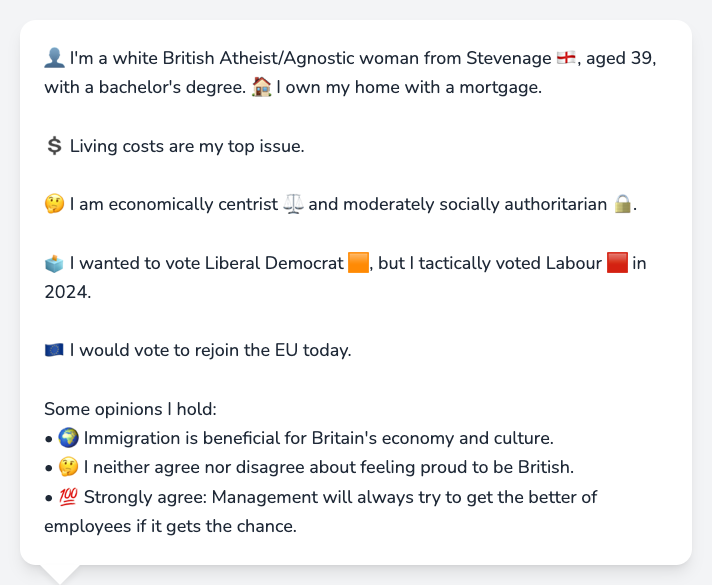 👤 I'm a white British Atheist/Agnostic woman from Stevenage 🏴󠁧󠁢󠁥󠁮󠁧󠁿, aged 39,
with a bachelor's degree. 🏠 I own my home with a mortgage.
💲 Living costs are my top issue.
🤔 I am economically centrist ⚖️ and moderately socially authoritarian 🔒.
🗳️ I wanted to vote Liberal Democrat 🟧, but I tactically voted Labour 🟥 in
2024.
🇪🇺 I would vote to rejoin the EU today.
Some opinions I hold:
• 🌍 Immigration is beneficial for Britain's economy and culture.
• 🤔 I neither agree nor disagree about feeling proud to be British.
• 💯 Strongly agree: Management will always try to get the better of
employees if it gets the chance.